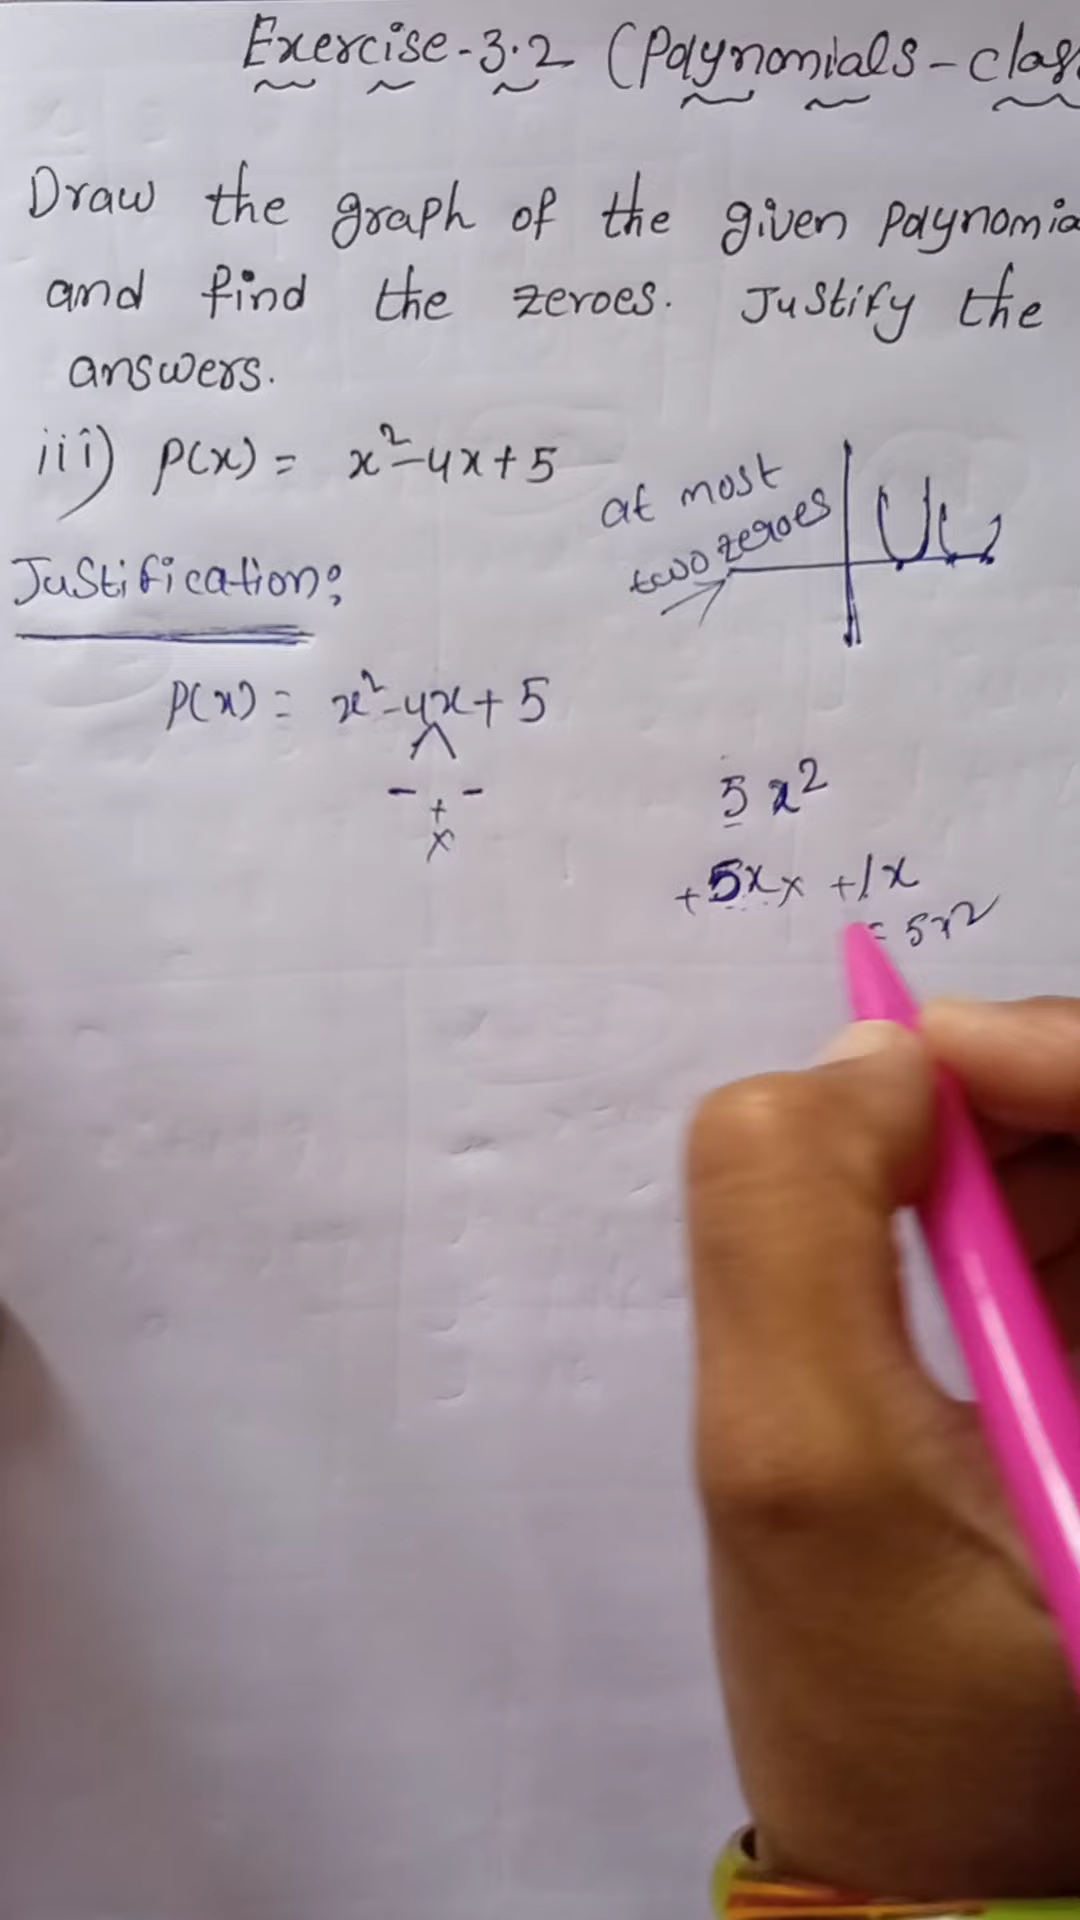 Exercise-3.2 (Polynomials-clas
Draw the graph of the given Polynomia
and find the zeroes. Justify the
answers.
iii) P(x) = x²-4x+5
at most
two zeroes
Justification:
P(x) = x²-4x+5
- + -
x
5x²
+5x x +1x
= 5x²